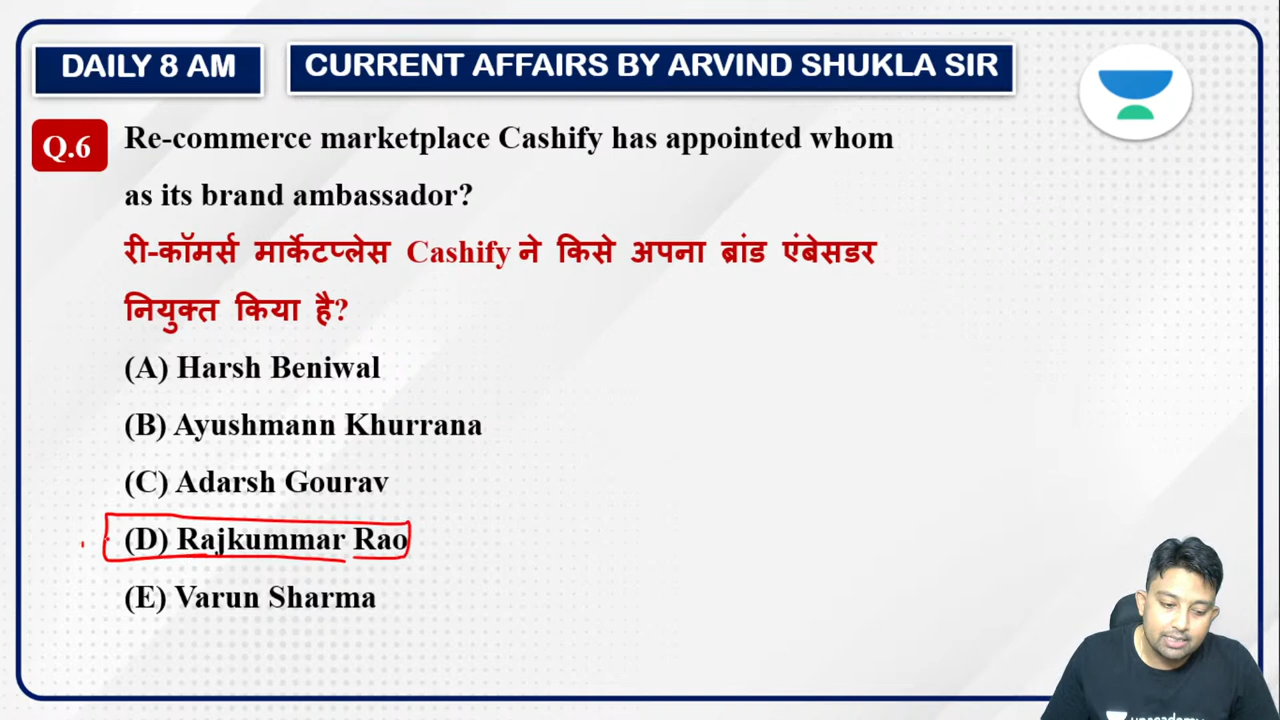 DAILY 8 AM
CURRENT AFFAIRS BY ARVIND SHUKLA SIR
Q.6
Re-commerce marketplace Cashify has appointed whom
as its brand ambassador?
री-कॉमर्स मार्केटप्लेस Cashify ने किसे अपना ब्रांड एंबेसडर
नियुक्त किया है?
(A) Harsh Beniwal
(B) Ayushmann Khurrana
(C) Adarsh Gourav
(D) Rajkummar Rao
(E) Varun Sharma